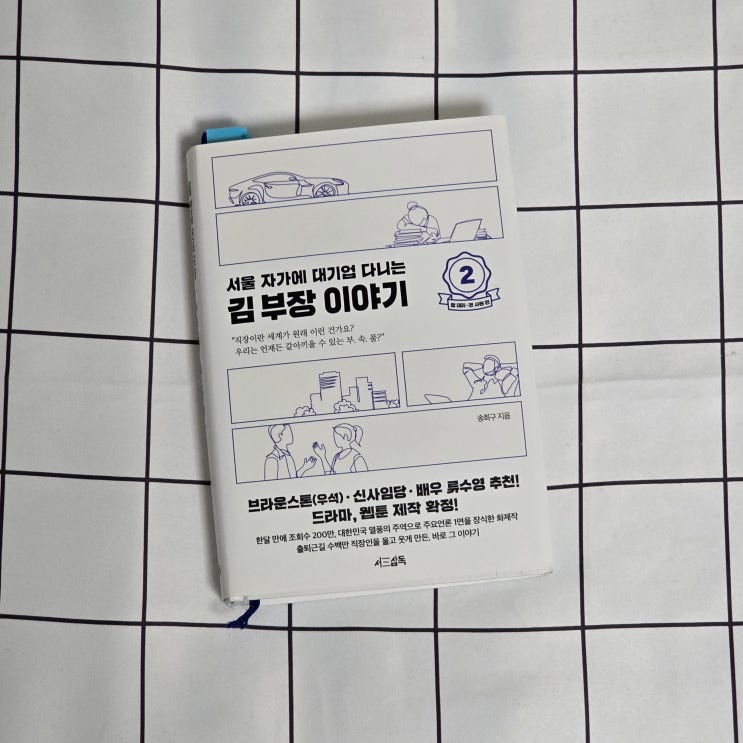 서울 자가에 대기업 다니는
김 부장 이야기
2
정 대리·권 사원 편
"직장이란 세계가 원래 이런 건가요?
우리는 언제든 갈아끼울 수 있는 부. 속. 품?"
송희구 지음
브라운스톤(우석)·신사임당·배우 류수영 추천!
드라마, 웹툰 제작 확정!
한달 만에 조회수 200만, 대한민국 열풍의 주역으로 주요언론 1면을 장식한 화제작
출퇴근길 수백만 직장인을 울고 웃게 만든, 바로 그 이야기
서삼독